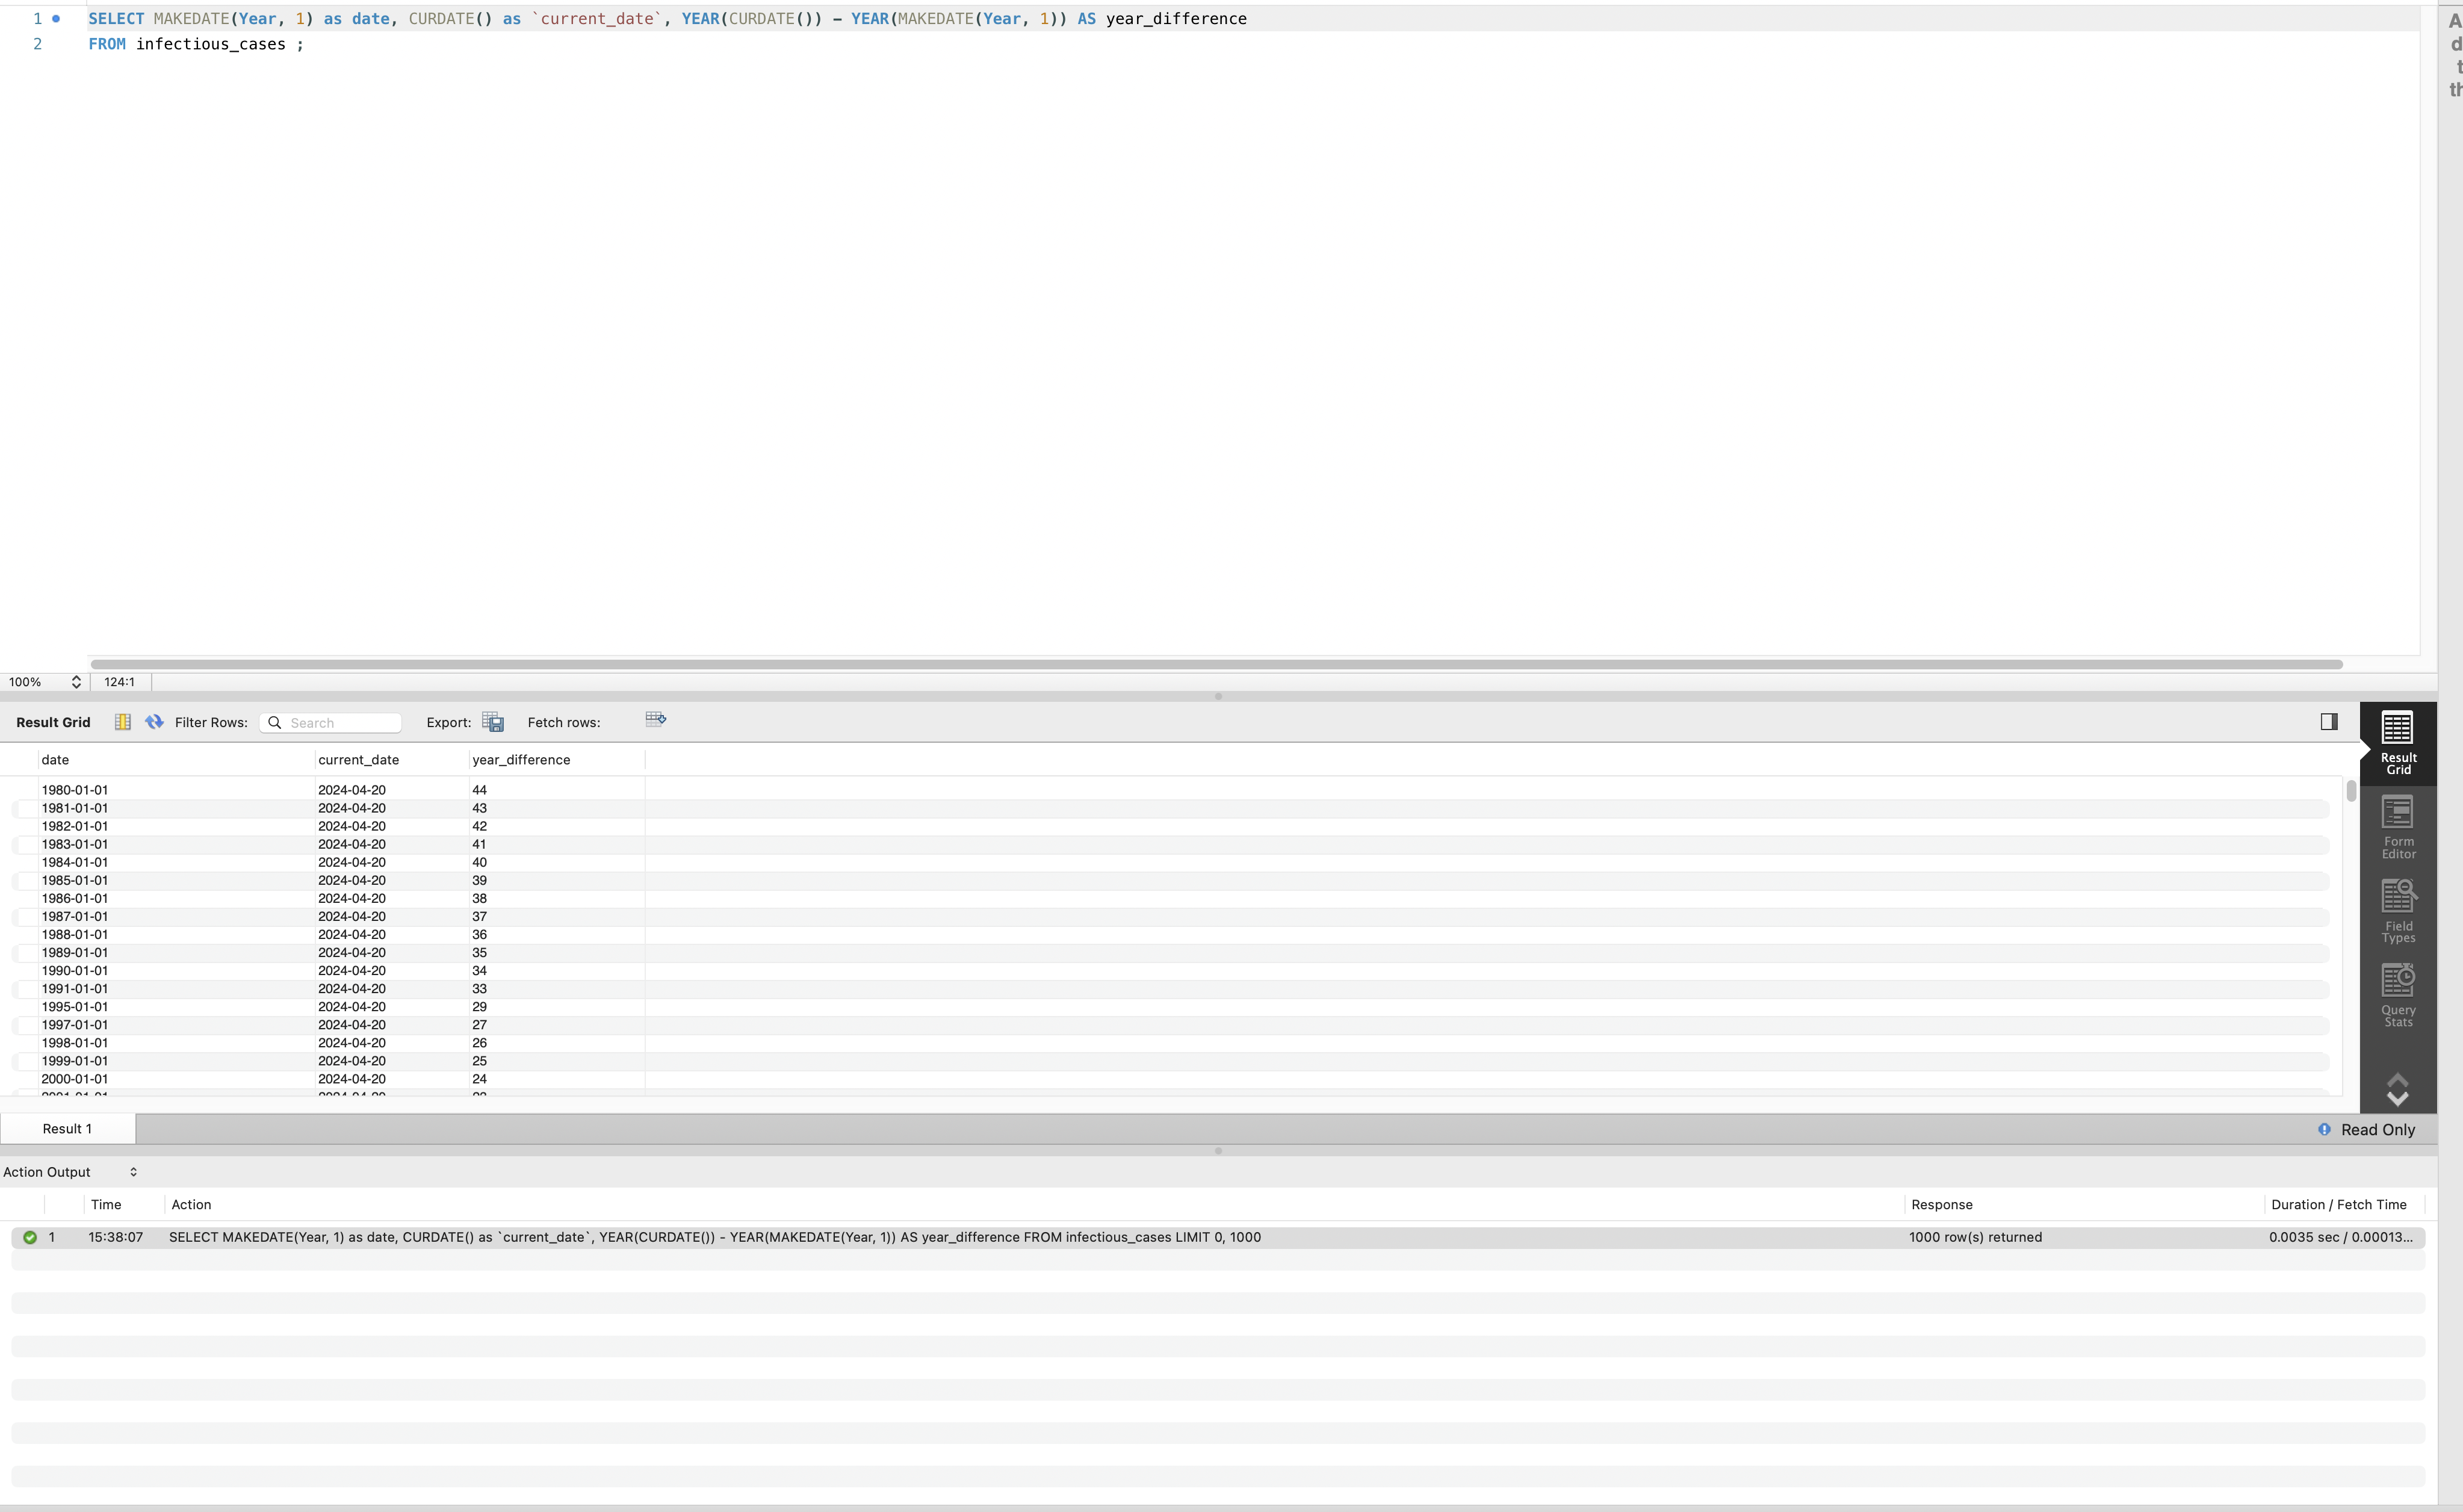 1 SELECT MAKEDATE(Year, 1) as date, CURDATE() as `current_date`, YEAR(CURDATE()) - YEAR(MAKEDATE(Year, 1)) AS year_difference
2 FROM infectious_cases ;
100% 124:1
Result Grid Filter Rows: Search Export: Fetch rows:
date current_date year_difference
1980-01-01 2024-04-20 44
1981-01-01 2024-04-20 43
1982-01-01 2024-04-20 42
1983-01-01 2024-04-20 41
1984-01-01 2024-04-20 40
1985-01-01 2024-04-20 39
1986-01-01 2024-04-20 38
1987-01-01 2024-04-20 37
1988-01-01 2024-04-20 36
1989-01-01 2024-04-20 35
1990-01-01 2024-04-20 34
1991-01-01 2024-04-20 33
1995-01-01 2024-04-20 29
1997-01-01 2024-04-20 27
1998-01-01 2024-04-20 26
1999-01-01 2024-04-20 25
2000-01-01 2024-04-20 24
Result
Grid
Form
Editor
Field
Types
Query
Stats
Result 1 Read Only
Action Output
Time Action Response Duration / Fetch Time
1 15:38:07 SELECT MAKEDATE(Year, 1) as date, CURDATE() as `current_date`, YEAR(CURDATE()) - YEAR(MAKEDATE(Year, 1)) AS year_difference FROM infectious_cases LIMIT 0, 1000 1000 row(s) returned 0.0035 sec / 0.00013...